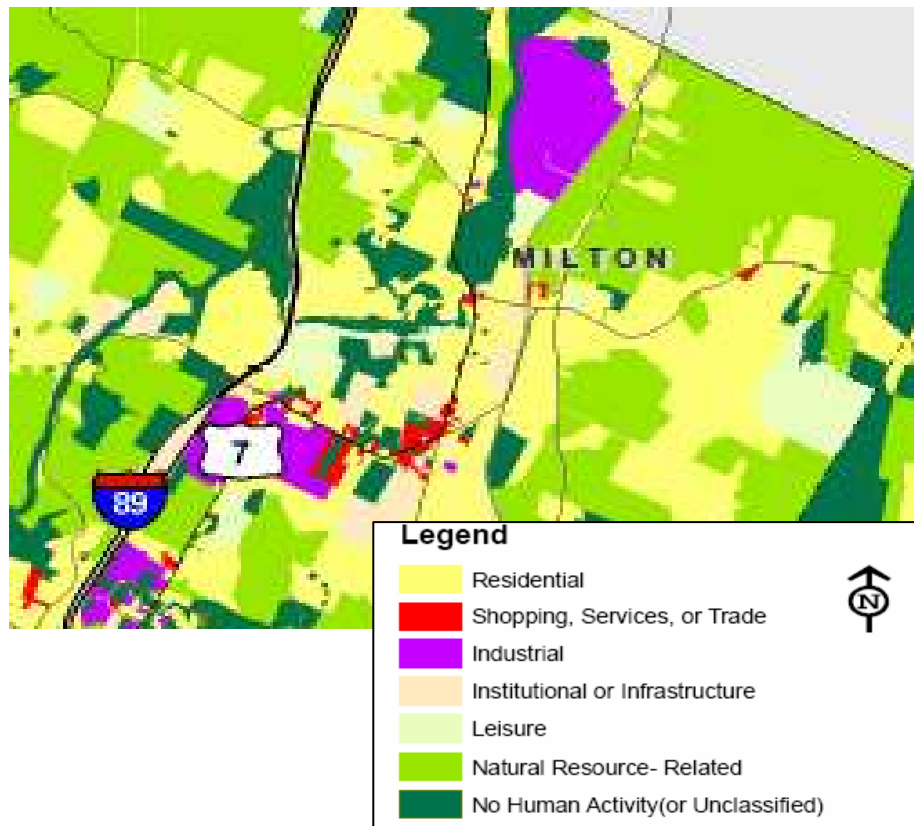 MILTON
7
89
Legend
Residential
Shopping, Services, or Trade
Industrial
Institutional or Infrastructure
Leisure
Natural Resource- Related
No Human Activity(or Unclassified)
N